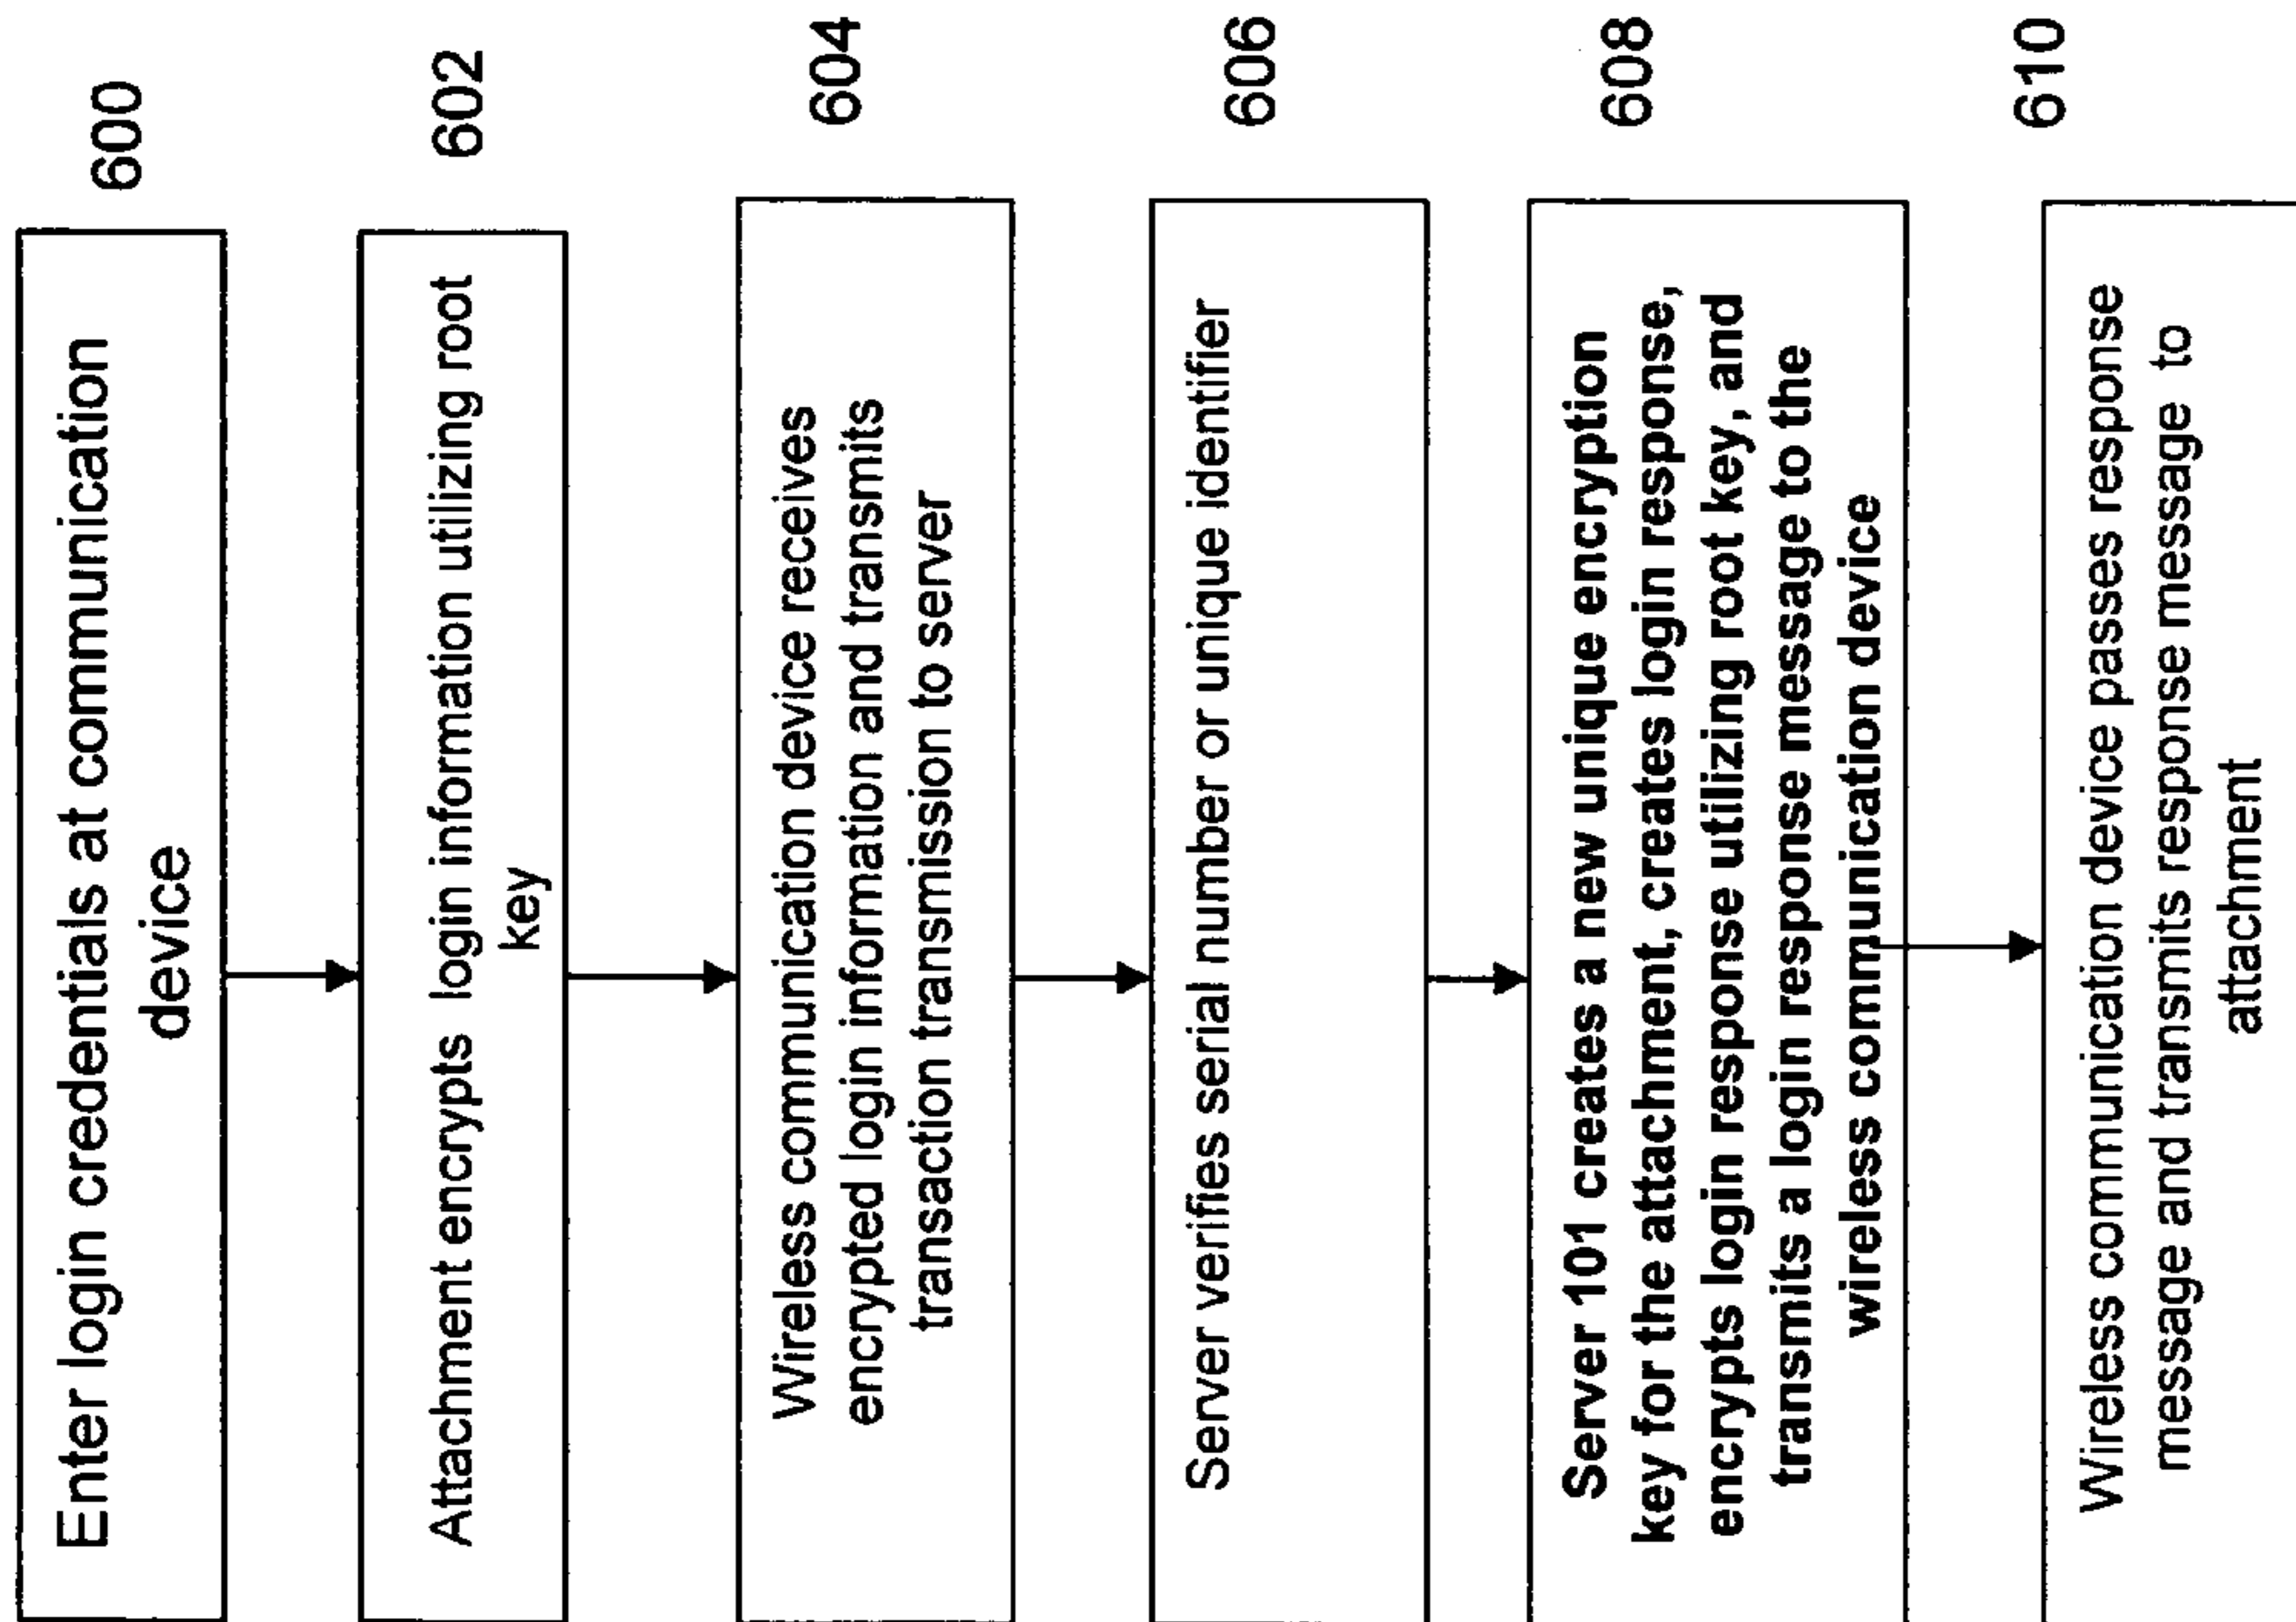 Enter login credentials at communication
device
600
Attachment encrypts login information utilizing root
key
602
Wireless communication device receives
encrypted login information and transmits
transaction transmission to server
604
Server verifies serial number or unique identifier
606
Server 101 creates a new unique encryption
key for the attachment, creates login response,
encrypts login response utilizing root key, and
transmits a login response message to the
wireless communication device
608
Wireless communication device passes response
message and transmits response message to
attachment
610